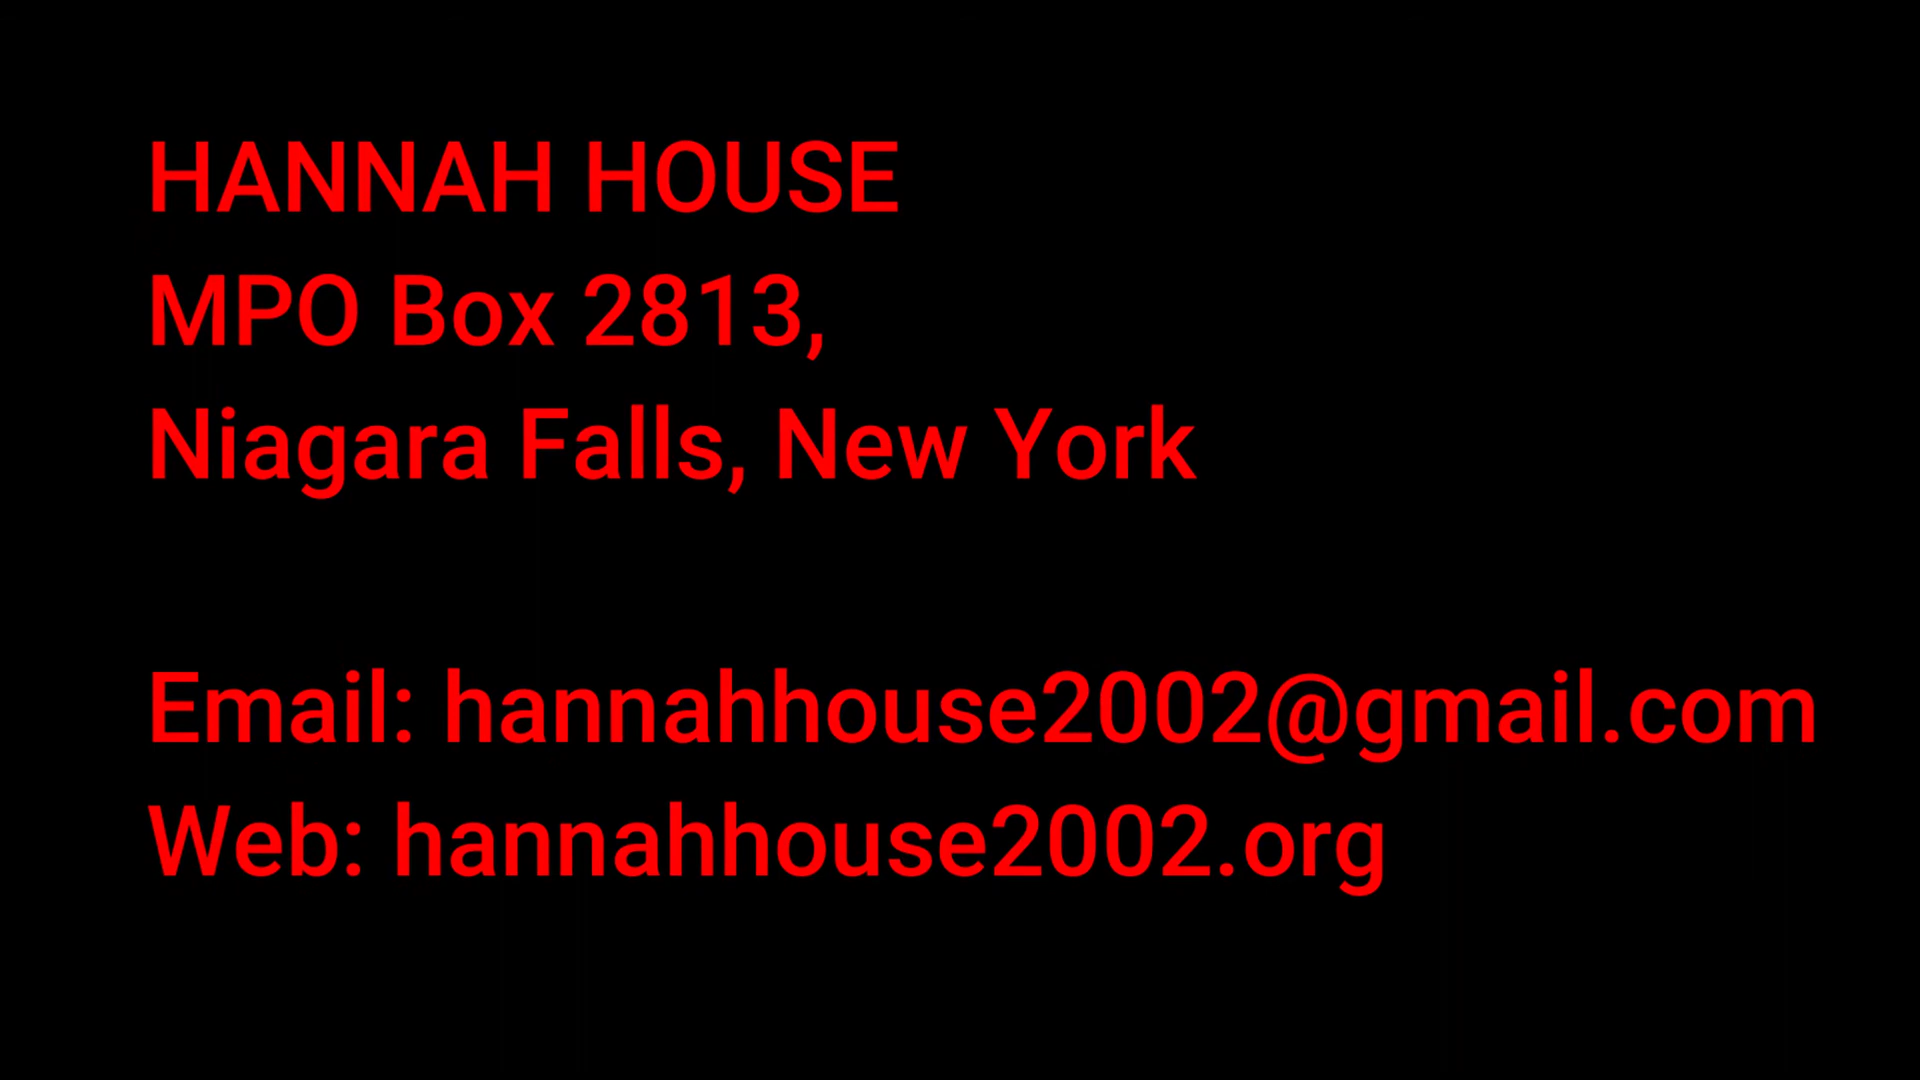 HANNAH HOUSE
MPO Box 2813,
Niagara Falls, New York
Email: hannahhouse2002@gmail.com
Web: hannahhouse2002.org